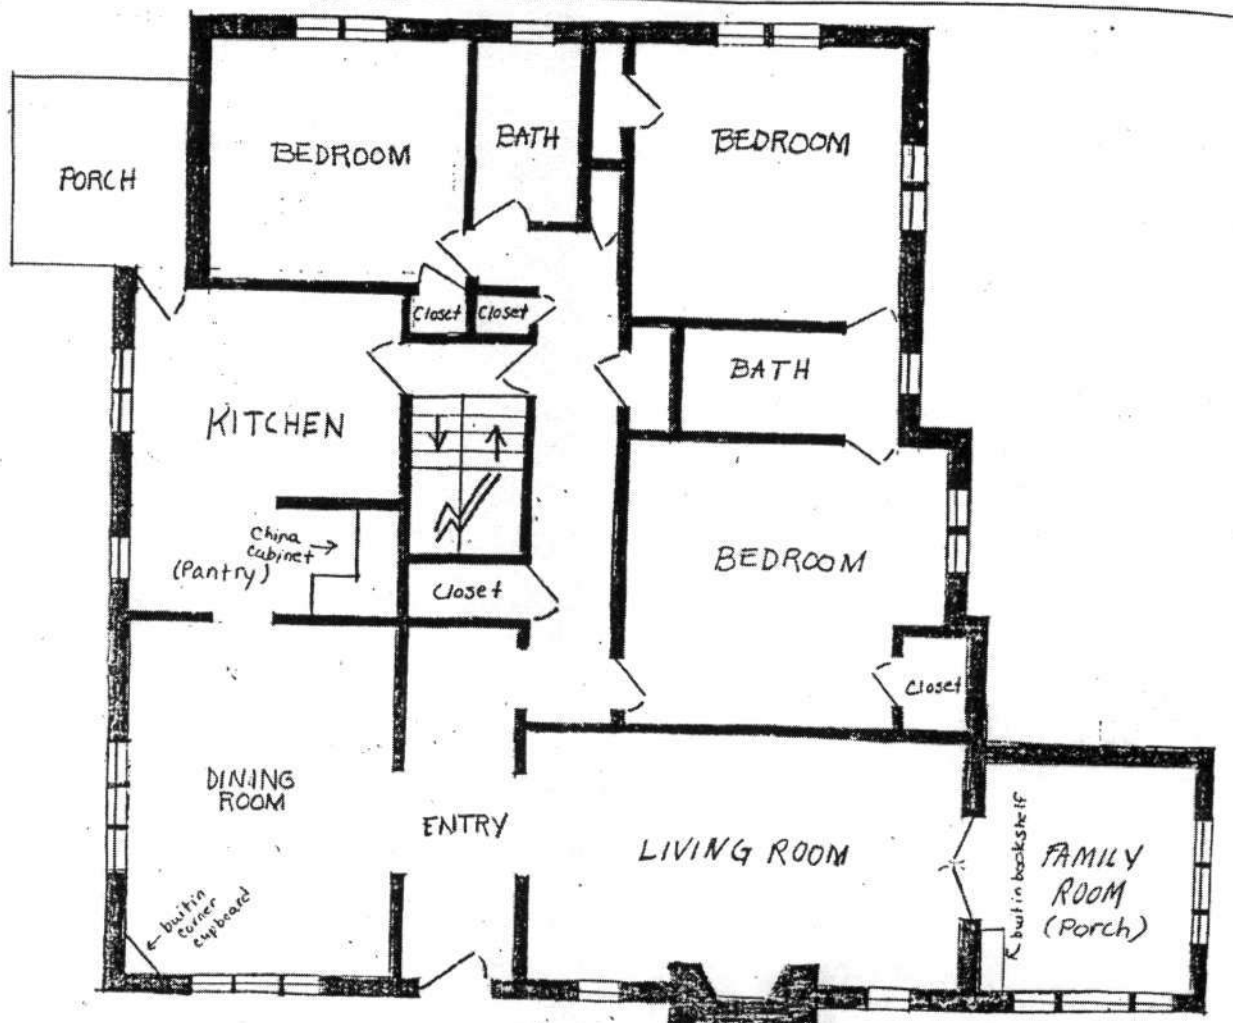 PORCH
BEDROOM
BATH
BEDROOM
Closet
Closet
BATH
KITCHEN
China
cabinet
(Pantry)
Closet
BEDROOM
Closet
DINING
ROOM
ENTRY
LIVING ROOM
built in bookshelf
FAMILY
ROOM
(Porch)
built in
corner
cupboard